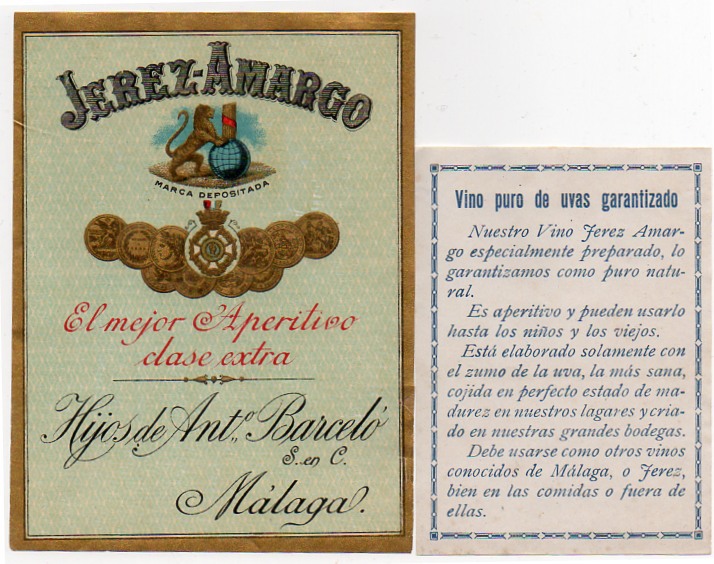 JEREZ-AMARGO
MARCA DEPOSITADA
El mejor Aperitivo
clase extra
Hijos de Ant.º Barceló
S. en C.
Málaga.
Vino puro de uvas garantizado
Nuestro Vino Jerez Amar-
go especialmente preparado, lo
garantizamos como puro natu-
ral.
Es aperitivo y pueden usarlo
hasta los niños y los viejos.
Está elaborado solamente con
el zumo de la uva, la más sana,
cojida en perfecto estado de ma-
durez en nuestros lagares y cria-
do en nuestras grandes bodegas.
Debe usarse como otros vinos
conocidos de Málaga, o Jerez,
bien en las comidas o fuera de
ellas.